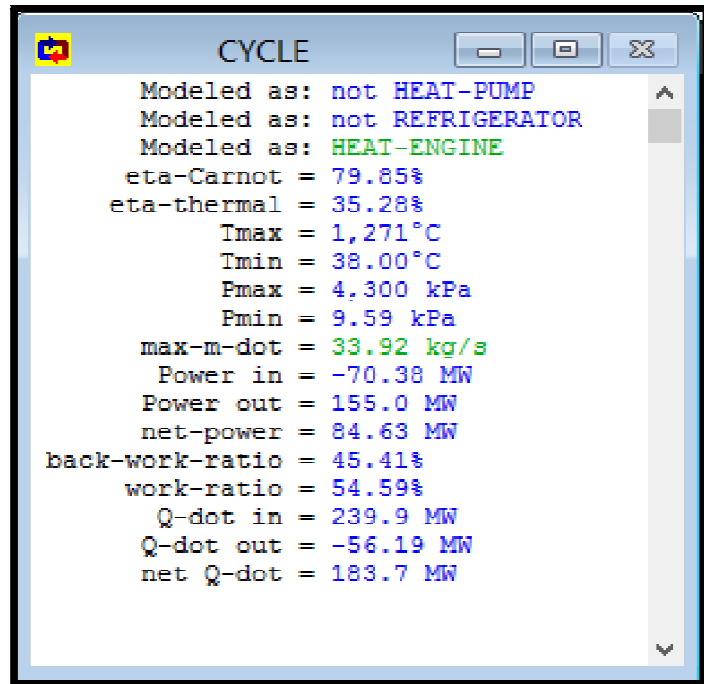 CYCLE
Modeled as: not HEAT-PUMP
Modeled as: not REFRIGERATOR
Modeled as: HEAT-ENGINE
eta-Carnot = 79.85%
eta-thermal = 35.28%
Tmax = 1,271°C
Tmin = 38.00°C
Pmax = 4,300 kPa
Pmin = 9.59 kPa
max-m-dot = 33.92 kg/s
Power in = -70.38 MW
Power out = 155.0 MW
net-power = 84.63 MW
back-work-ratio = 45.41%
work-ratio = 54.59%
Q-dot in = 239.9 MW
Q-dot out = -56.19 MW
net Q-dot = 183.7 MW